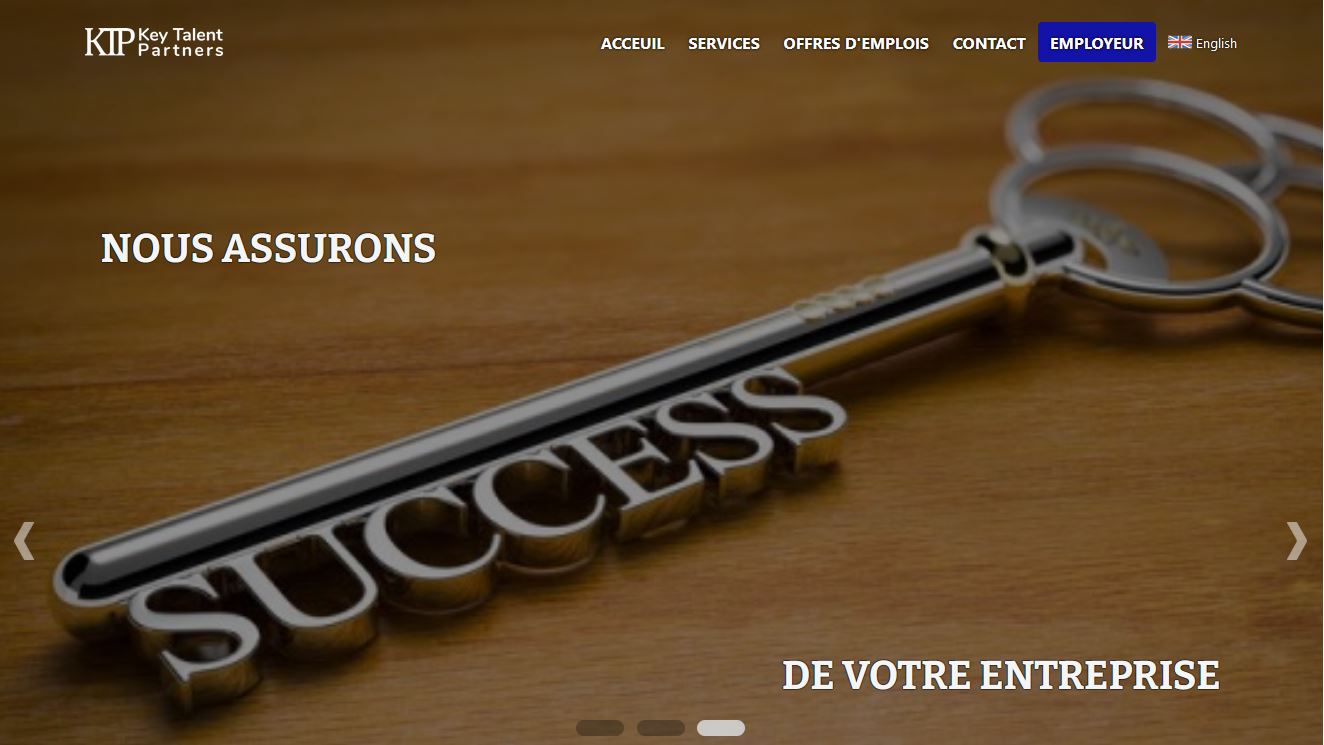 KTP Key Talent
Partners
ACCEUIL SERVICES OFFRES D'EMPLOIS CONTACT EMPLOYEUR English
NOUS ASSURONS
SUCCESS
DE VOTRE ENTREPRISE